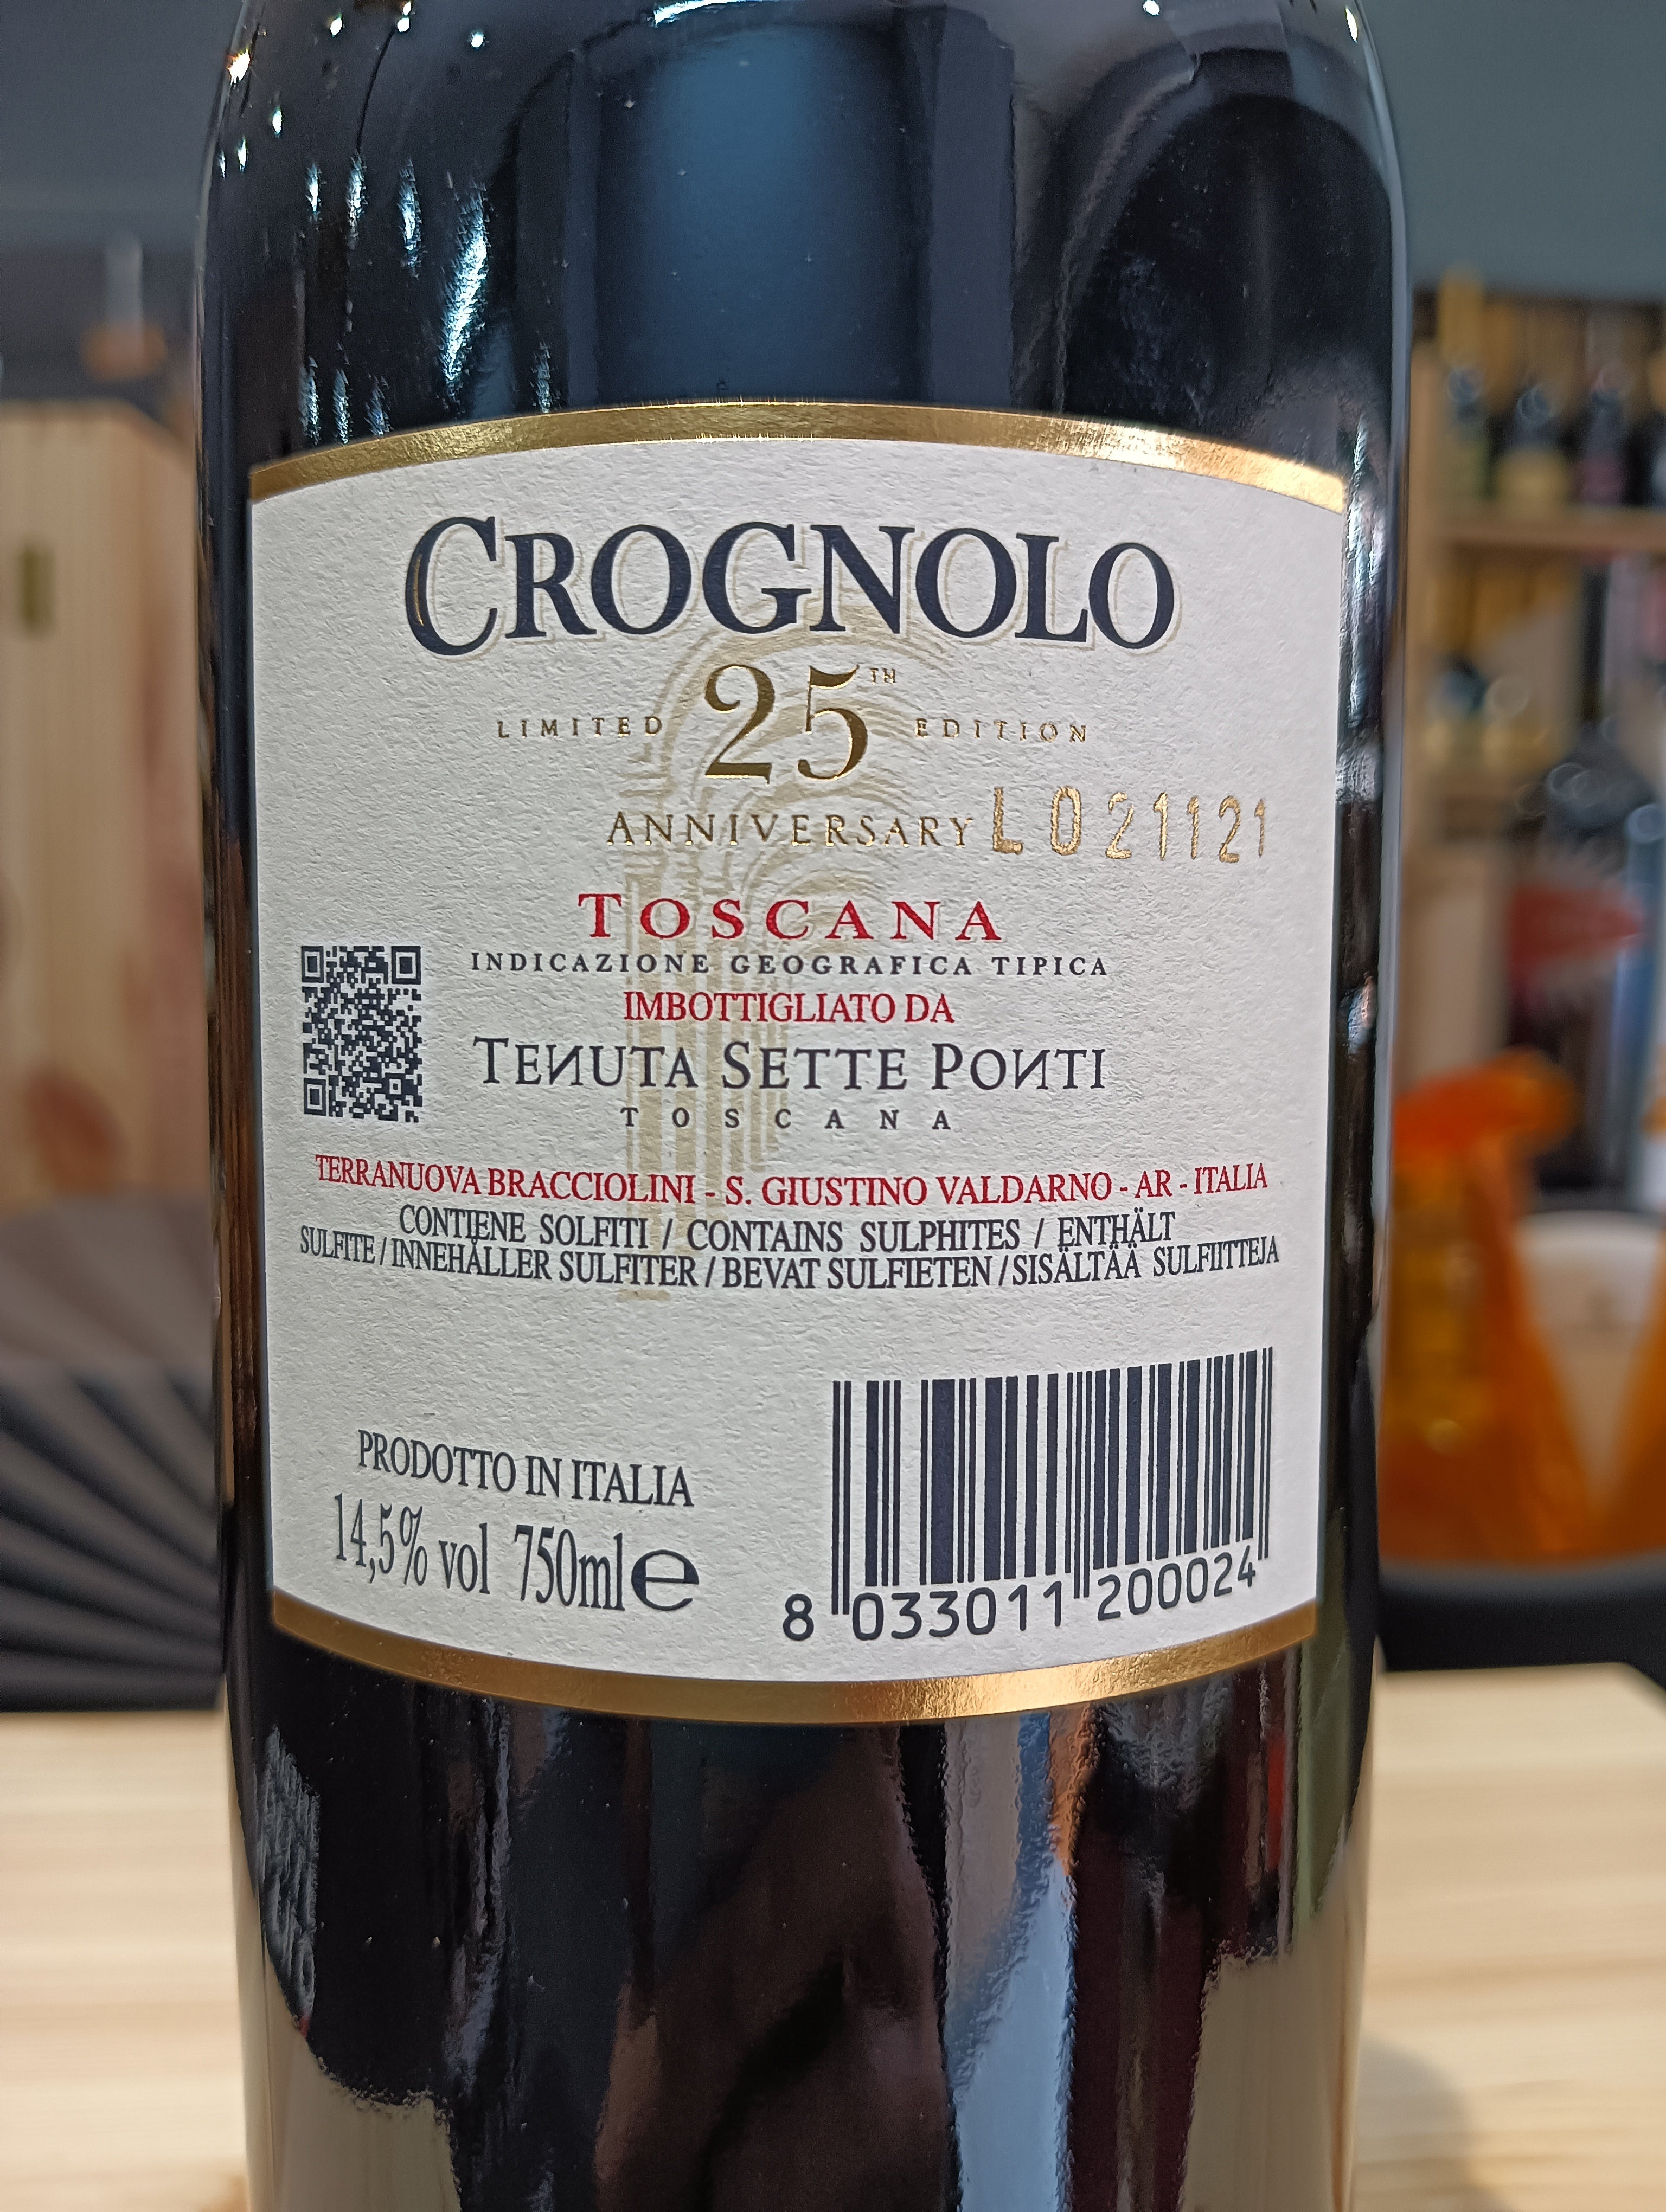 CROGNOLO
LIMITED 25TH EDITION
ANNIVERSARY L021121
TOSCANA
INDICAZIONE GEOGRAFICA TIPICA
IMBOTTIGLIATO DA
TENUTA SETTE PONTI
TOSCANA
TERRANUOVA BRACCIOLINI - S. GIUSTINO VALDARNO - AR - ITALIA
CONTIENE SOLFITI / CONTAINS SULPHITES / ENTHÄLT
SULFITE / INNEHÅLLER SULFITER / BEVAT SULFIETEN / SISÄLTÄÄ SULFIITTEJA
PRODOTTO IN ITALIA
14,5% vol 750ml e
8 033011 200024